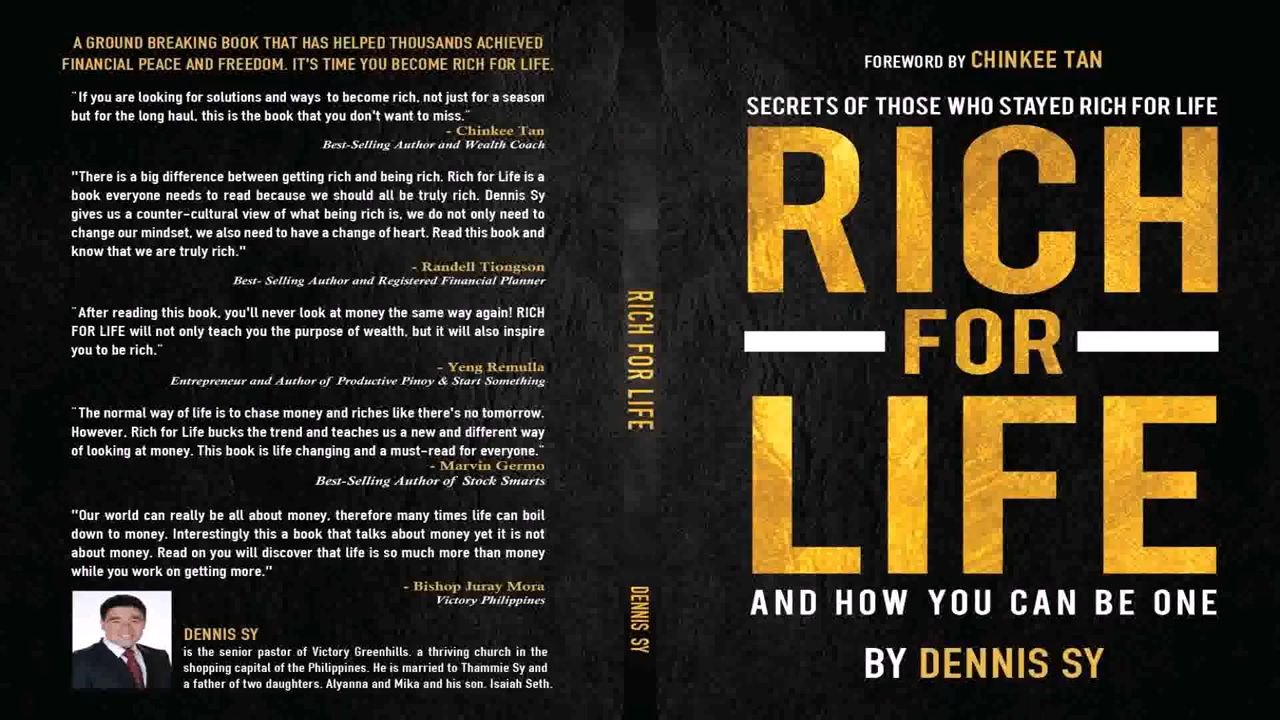 A GROUND BREAKING BOOK THAT HAS HELPED THOUSANDS ACHIEVED
FINANCIAL PEACE AND FREEDOM. IT'S TIME YOU BECOME RICH FOR LIFE.
¨If you are looking for solutions and ways to become rich, not just for a season
but for the long haul, this is the book that you don't want to miss.¨
- Chinkee Tan
Best-Selling Author and Wealth Coach
"There is a big difference between getting rich and being rich. Rich for Life is a
book everyone needs to read because we should all be truly rich. Dennis Sy
gives us a counter-cultural view of what being rich is, we do not only need to
change our mindset, we also need to have a change of heart. Read this book and
know that we are truly rich."
- Randell Tiongson
Best- Selling Author and Registered Financial Planner
¨After reading this book, you'll never look at money the same way again! RICH
FOR LIFE will not only teach you the purpose of wealth, but it will also inspire
you to be rich.¨
- Yeng Remulla
Entrepreneur and Author of Productive Pinoy & Start Something
¨The normal way of life is to chase money and riches like there's no tomorrow.
However, Rich for Life bucks the trend and teaches us a new and different way
of looking at money. This book is life changing and a must-read for everyone.¨
- Marvin Germo
Best-Selling Author of Stock Smarts
"Our world can really be all about money, therefore many times life can boil
down to money. Interestingly this a book that talks about money yet it is not
about money. Read on you will discover that life is so much more than money
while you work on getting more."
- Bishop Juray Mora
Victory Philippines
DENNIS SY
is the senior pastor of Victory Greenhills. a thriving church in the
shopping capital of the Philippines. He is married to Thammie Sy and
a father of two daughters. Alyanna and Mika and his son. Isaiah Seth.
RICH FOR LIFE
DENNIS SY
FOREWORD BY CHINKEE TAN
SECRETS OF THOSE WHO STAYED RICH FOR LIFE
RICH
FOR
LIFE
AND HOW YOU CAN BE ONE
BY DENNIS SY